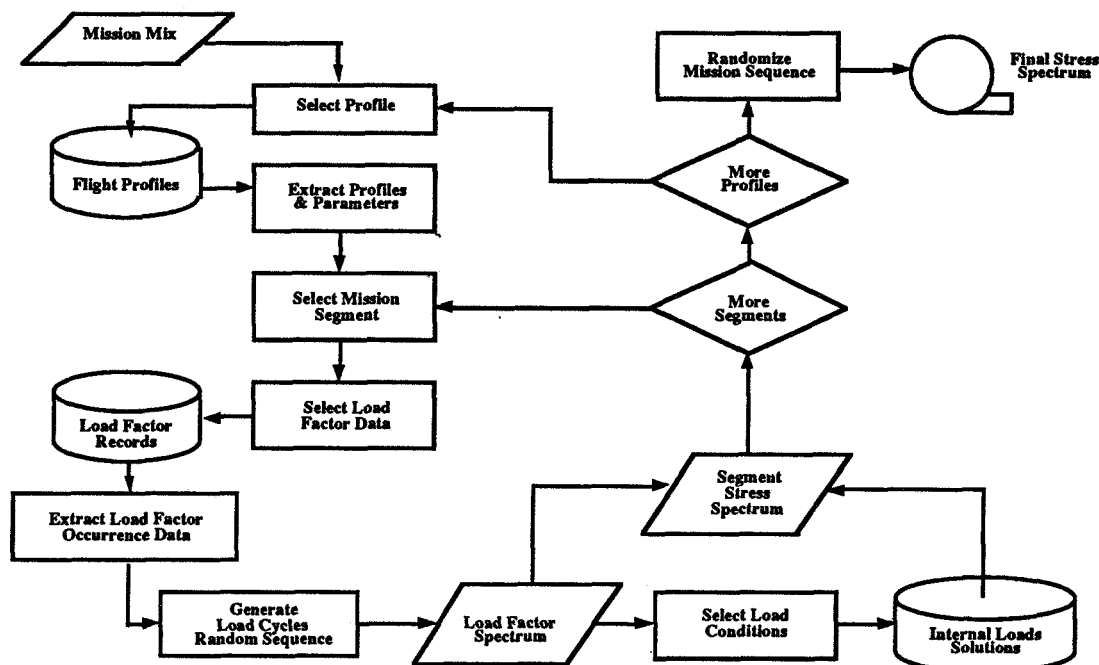 Mission Mix
Select Profile
Flight Profiles
Extract Profiles
& Parameters
Select Mission
Segment
Select Load
Factor Data
Load Factor
Records
Extract Load Factor
Occurrence Data
Generate
Load Cycles
Random Sequence
Load Factor
Spectrum
Select Load
Conditions
Internal Loads
Solutions
Segment
Stress
Spectrum
More
Segments
More
Profiles
Randomize
Mission Sequence
Final Stress
Spectrum